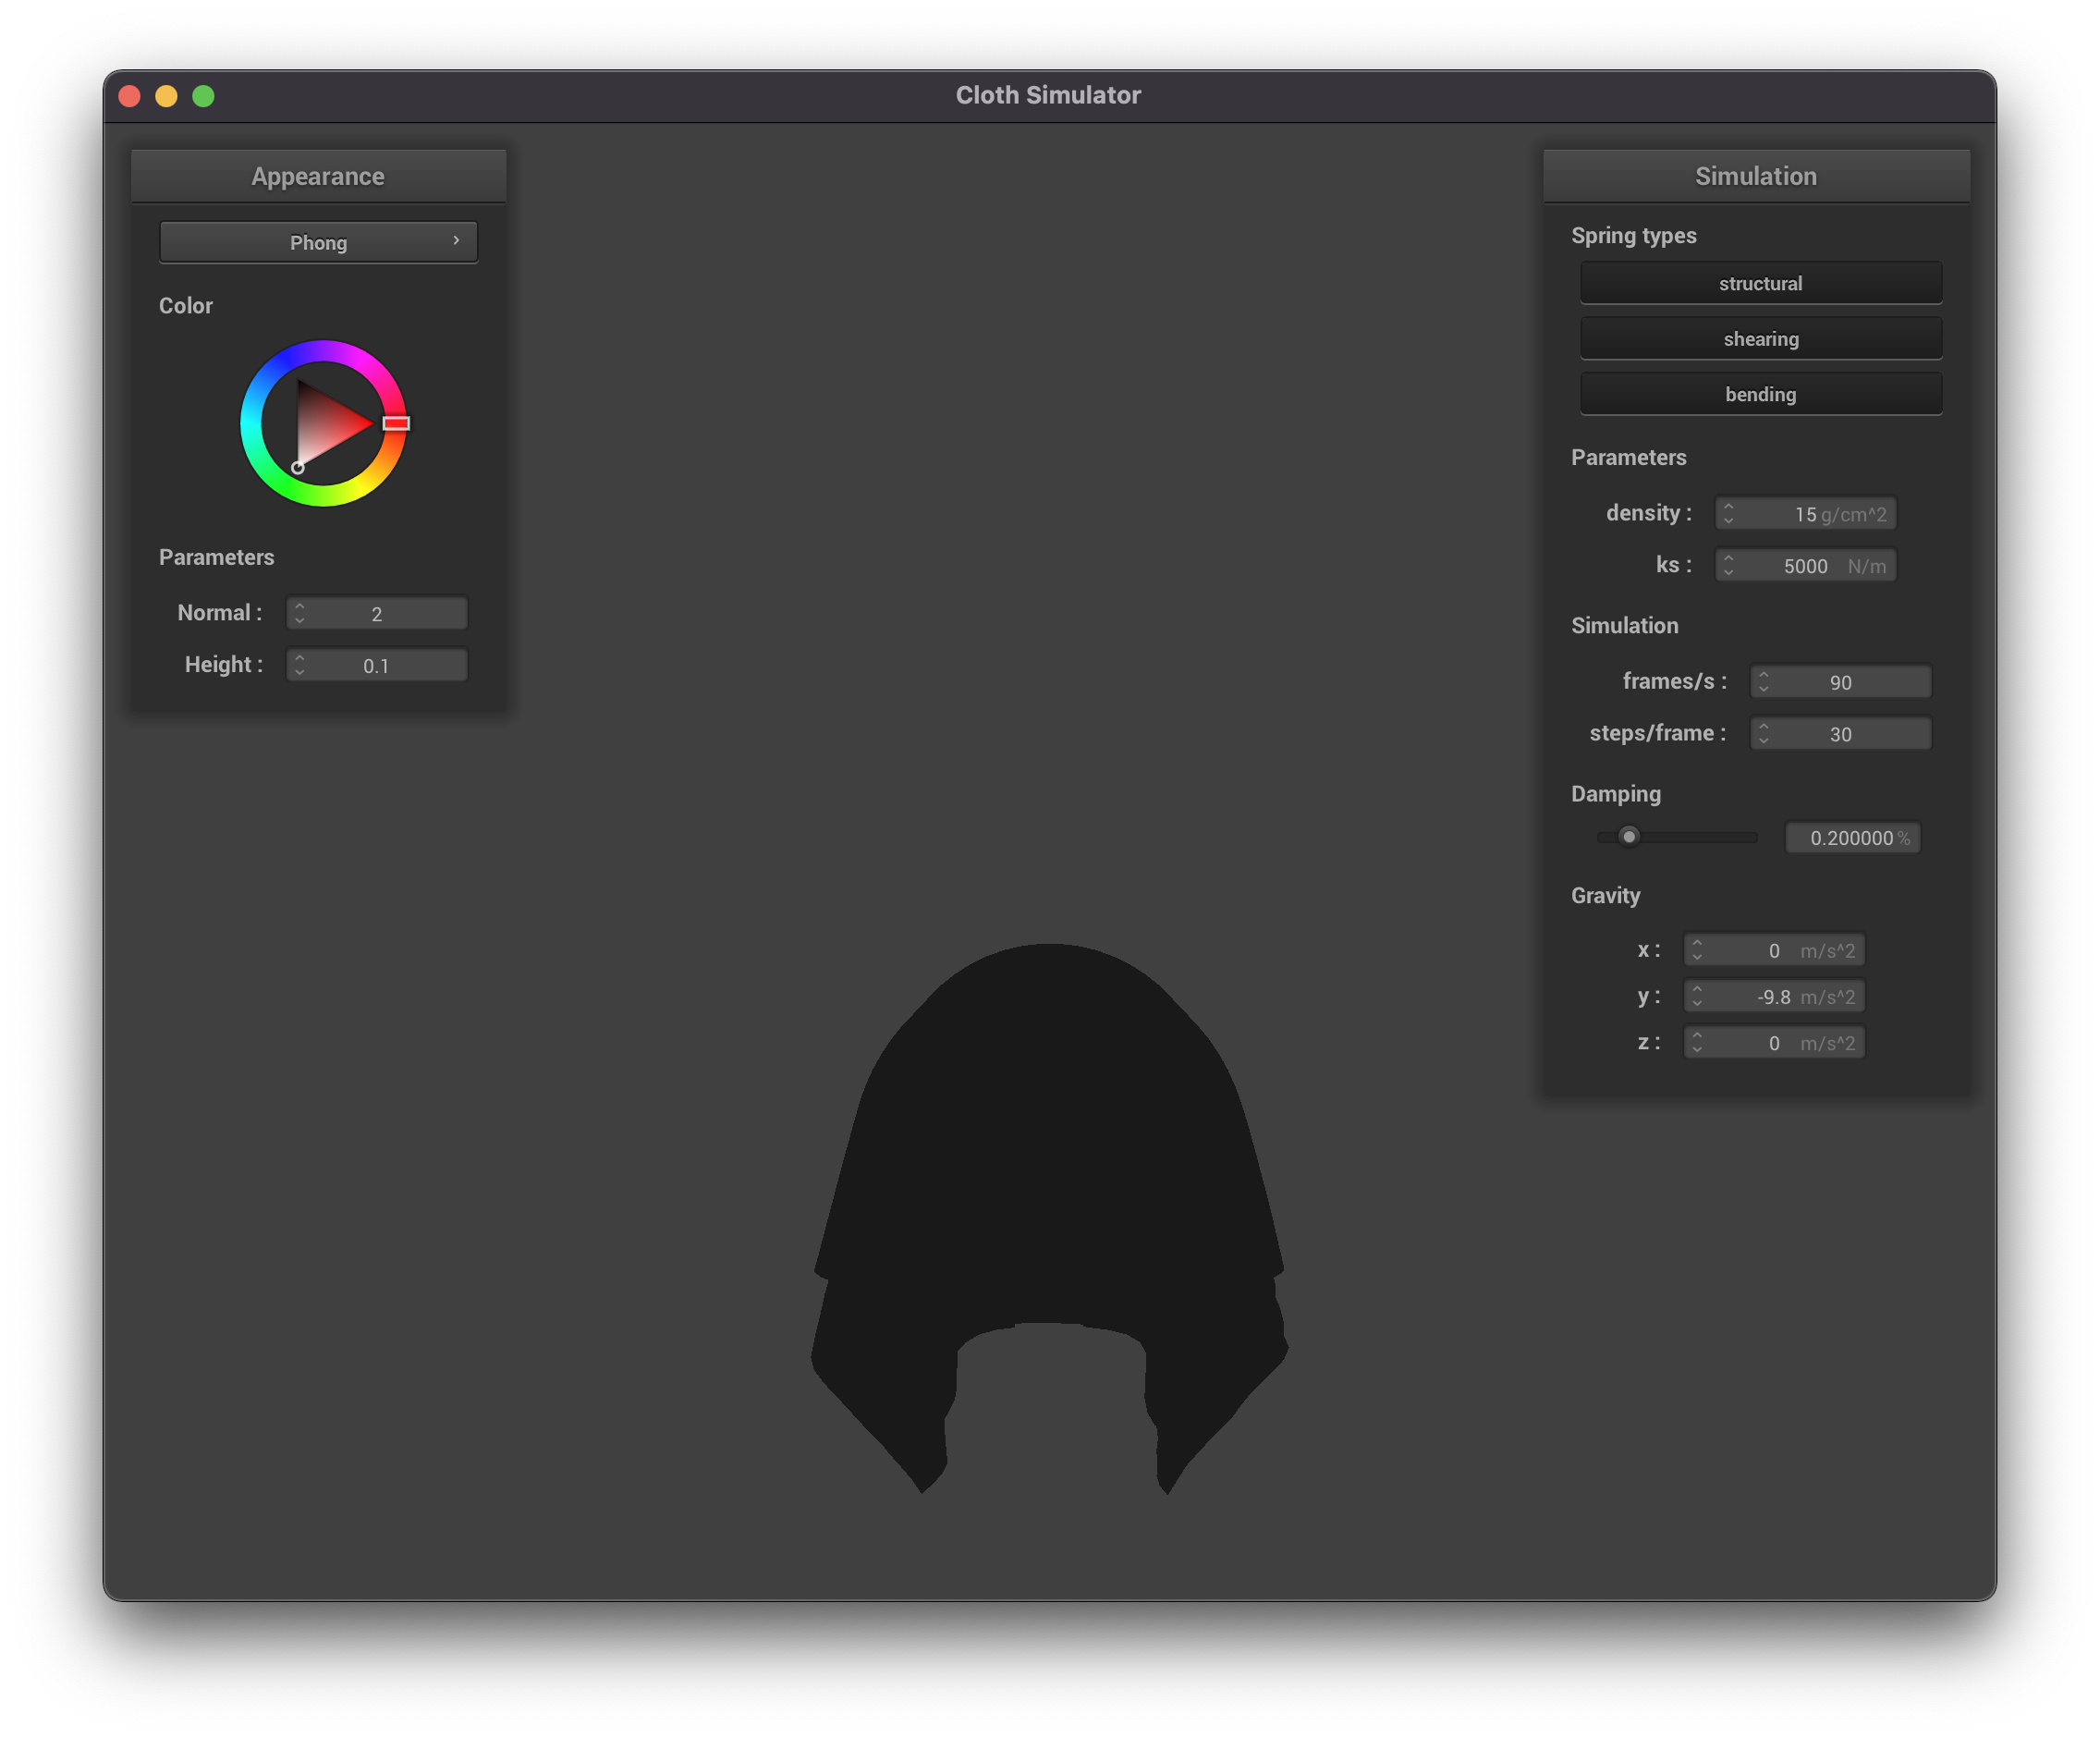 Cloth Simulator
Appearance
Phong
Color
Parameters
Normal : 2
Height : 0.1
Simulation
Spring types
structural
shearing
bending
Parameters
density : 15 g/cm^2
ks : 5000 N/m
Simulation
frames/s : 90
steps/frame : 30
Damping
0.200000 %
Gravity
x : 0 m/s^2
y : -9.8 m/s^2
z : 0 m/s^2